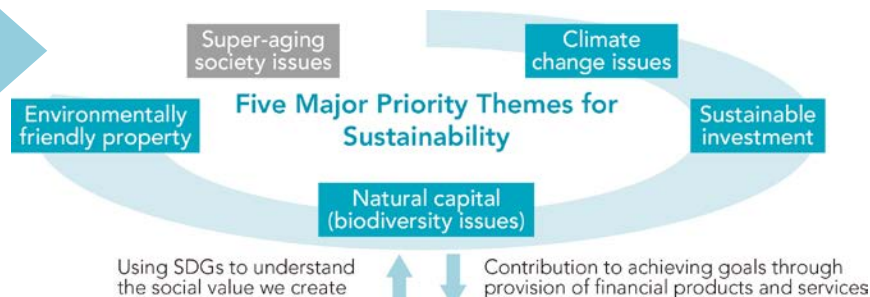 Super-aging
society issues
Climate
change issues
Environmentally
friendly property
Five Major Priority Themes for
Sustainability
Sustainable
investment
Natural capital
(biodiversity issues)
Using SDGs to understand
the social value we create
Contribution to achieving goals through
provision of financial products and services